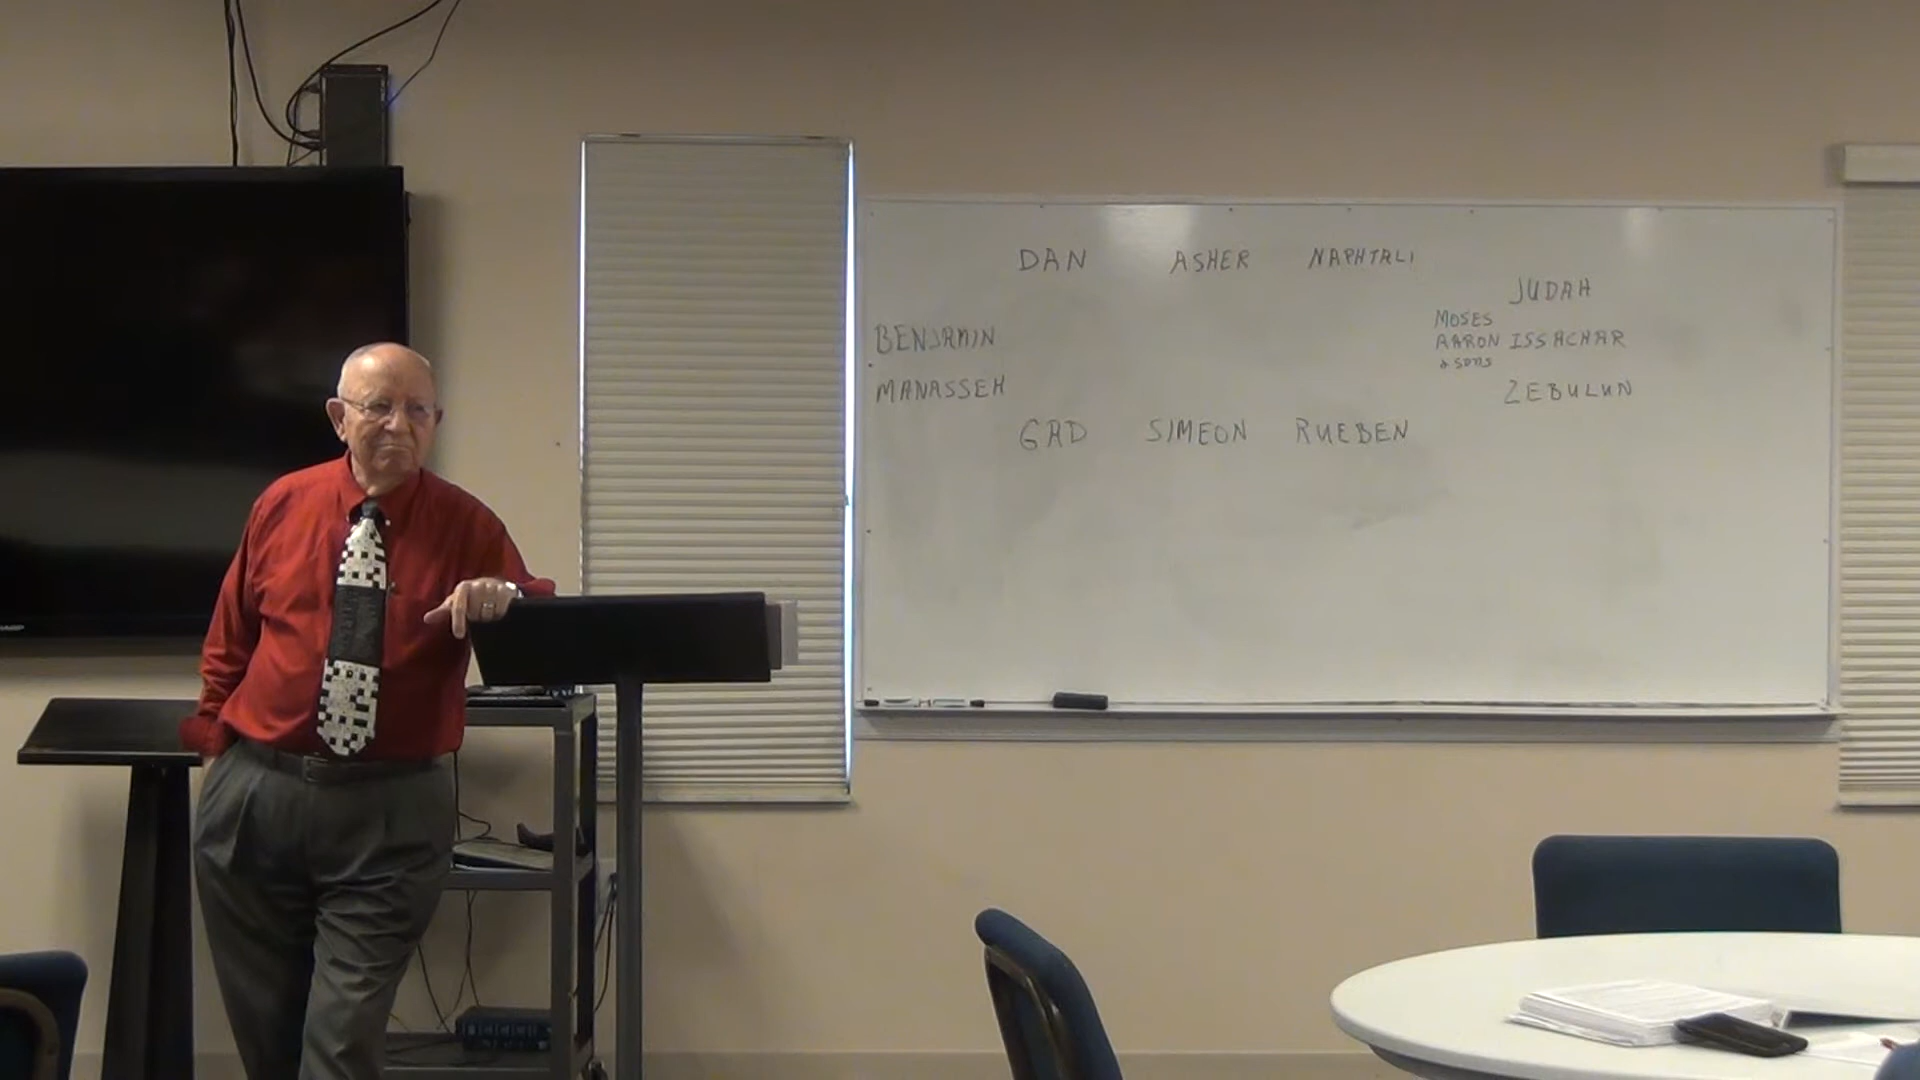 DAN ASHER NAPHTALI
JUDAH
MOSES
BENJAMIN
AARON ISSACHAR
& SONS
MANASSEH
ZEBULUN
GAD SIMEON RUEBEN